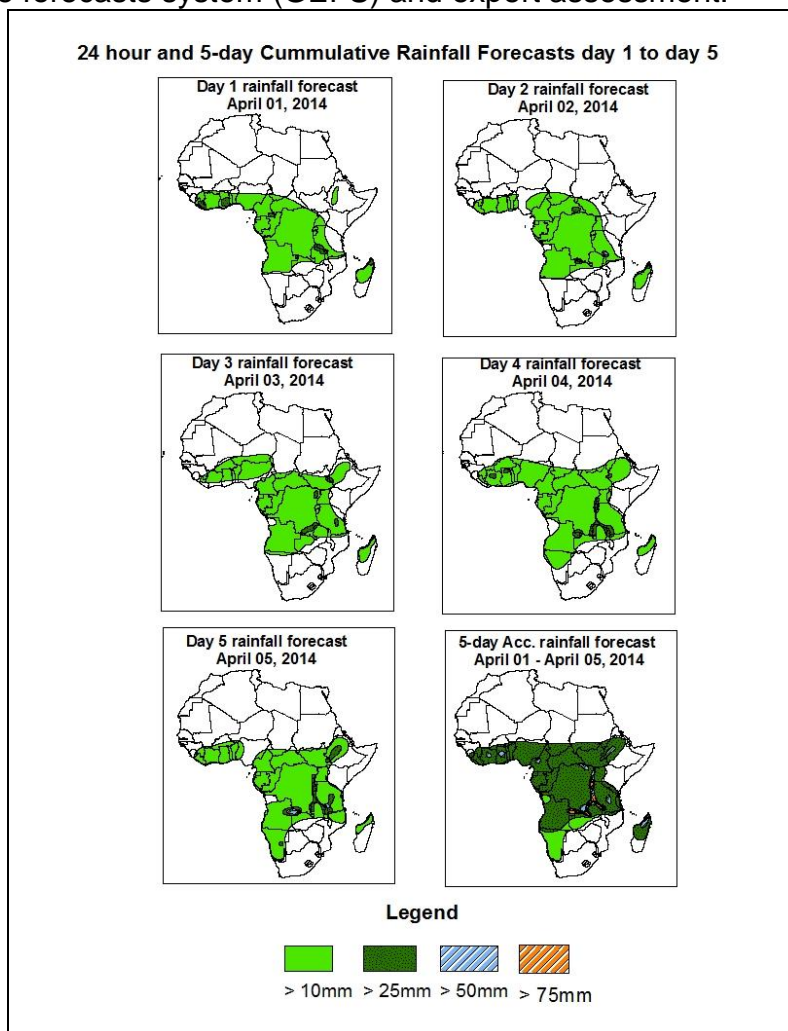 forecasts system (GEFS) and expert assessment.
24 hour and 5-day Cummulative Rainfall Forecasts day 1 to day 5
Day 1 rainfall forecast
April 01, 2014
Day 2 rainfall forecast
April 02, 2014
Day 3 rainfall forecast
April 03, 2014
Day 4 rainfall forecast
April 04, 2014
Day 5 rainfall forecast
April 05, 2014
5-day Acc. rainfall forecast
April 01 - April 05, 2014
Legend
> 10mm > 25mm > 50mm > 75mm